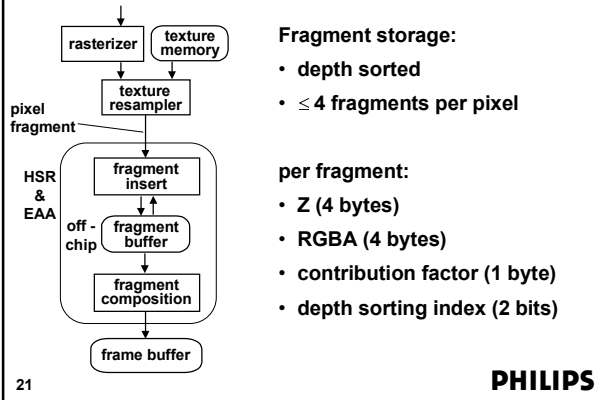 rasterizer
texture
memory
texture
resampler
pixel
fragment
HSR
&
EAA
fragment
insert
off -
chip
fragment
buffer
fragment
composition
frame buffer
Fragment storage:
• depth sorted
• ≤ 4 fragments per pixel
per fragment:
• Z (4 bytes)
• RGBA (4 bytes)
• contribution factor (1 byte)
• depth sorting index (2 bits)
21
PHILIPS